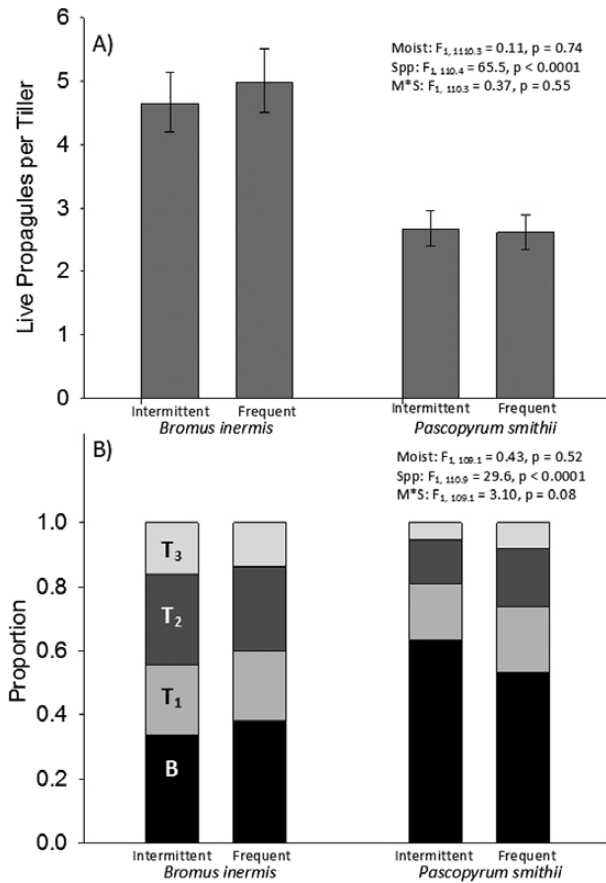 A)
Moist: F1, 1110.3 = 0.11, p = 0.74
Spp: F1, 110.4 = 65.5, p < 0.0001
M*S: F1, 110.3 = 0.37, p = 0.55
Live Propagules per Tiller
6
5
4
3
2
1
0
Intermittent Frequent Intermittent Frequent
Bromus inermis Pascopyrum smithii
B)
Moist: F1, 109.1 = 0.43, p = 0.52
Spp: F1, 110.9 = 29.6, p < 0.0001
M*S: F1, 109.1 = 3.10, p = 0.08
Proportion
1.0
0.8
0.6
0.4
0.2
0.0
T3
T2
T1
B
Intermittent Frequent Intermittent Frequent
Bromus inermis Pascopyrum smithii